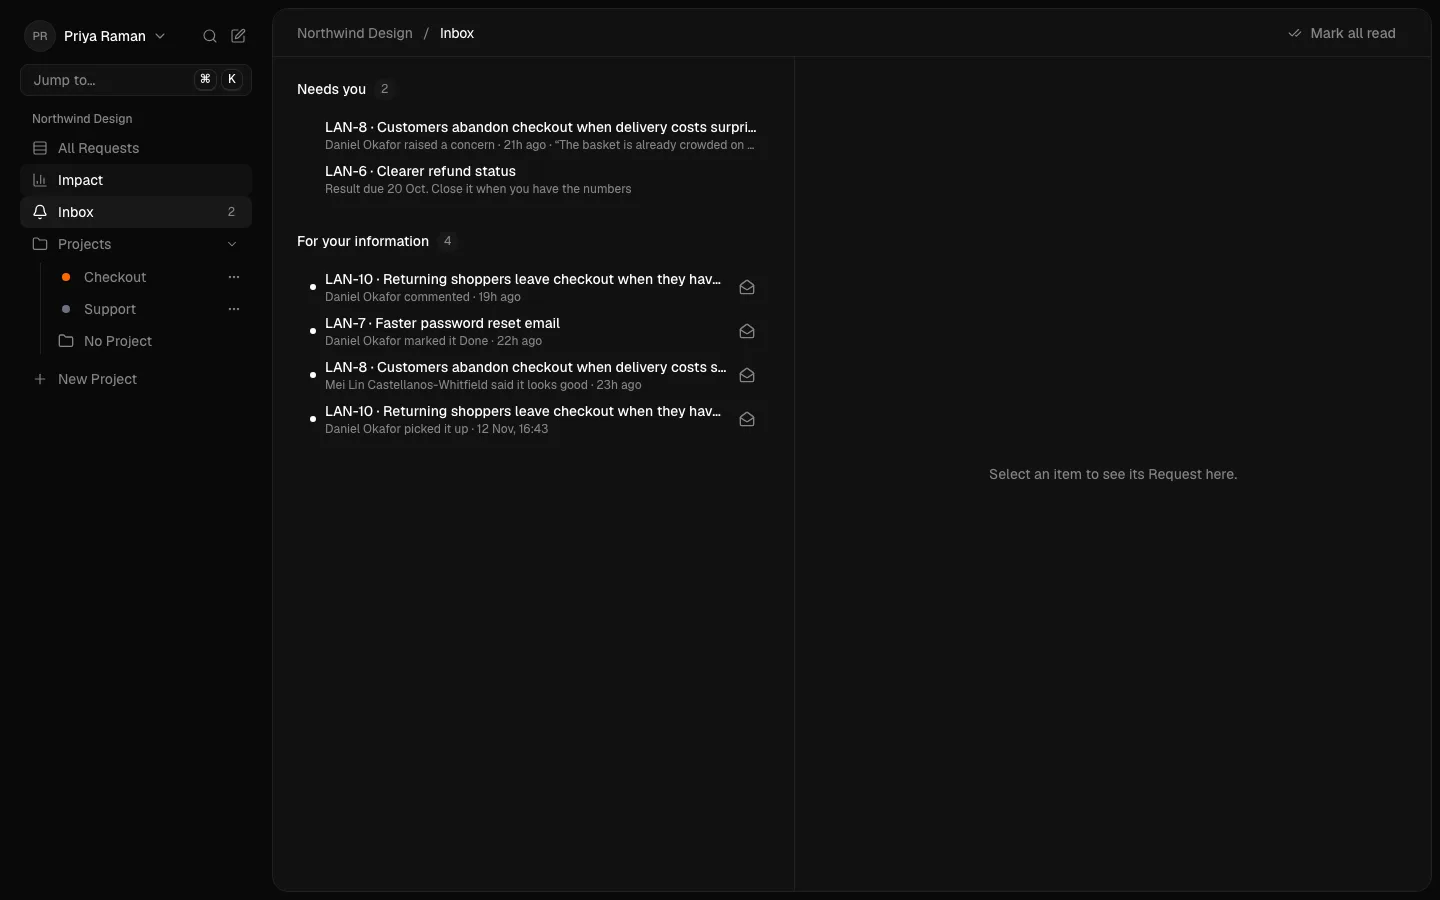 PR Priya Raman
Jump to... ⌘ K
Northwind Design
All Requests
Impact
Inbox 2
Projects
Checkout
Support
No Project
New Project
Northwind Design / Inbox
Mark all read
Needs you 2
LAN-8 · Customers abandon checkout when delivery costs surpri…
Daniel Okafor raised a concern · 21h ago · “The basket is already crowded on …
LAN-6 · Clearer refund status
Result due 20 Oct. Close it when you have the numbers
For your information 4
LAN-10 · Returning shoppers leave checkout when they hav…
Daniel Okafor commented · 19h ago
LAN-7 · Faster password reset email
Daniel Okafor marked it Done · 22h ago
LAN-8 · Customers abandon checkout when delivery costs s…
Mei Lin Castellanos-Whitfield said it looks good · 23h ago
LAN-10 · Returning shoppers leave checkout when they hav…
Daniel Okafor picked it up · 12 Nov, 16:43
Select an item to see its Request here.